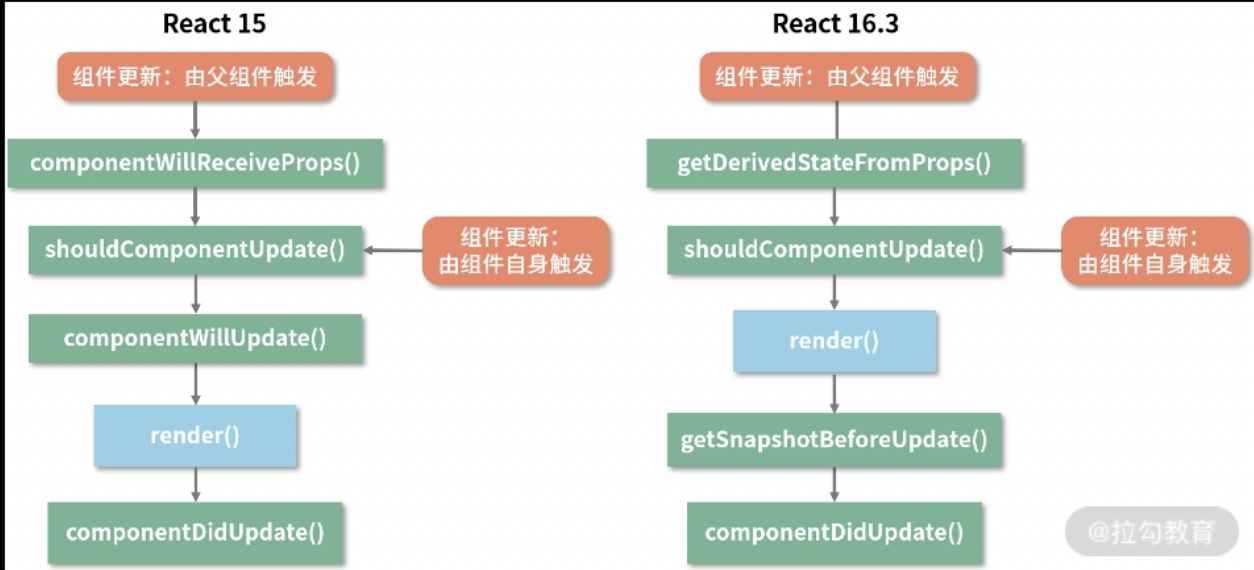 React 15
组件更新：由父组件触发
componentWillReceiveProps()
shouldComponentUpdate()
组件更新：
由组件自身触发
componentWillUpdate()
render()
componentDidUpdate()
React 16.3
组件更新：由父组件触发
getDerivedStateFromProps()
shouldComponentUpdate()
组件更新：
由组件自身触发
render()
getSnapshotBeforeUpdate()
componentDidUpdate()
@拉勾教育